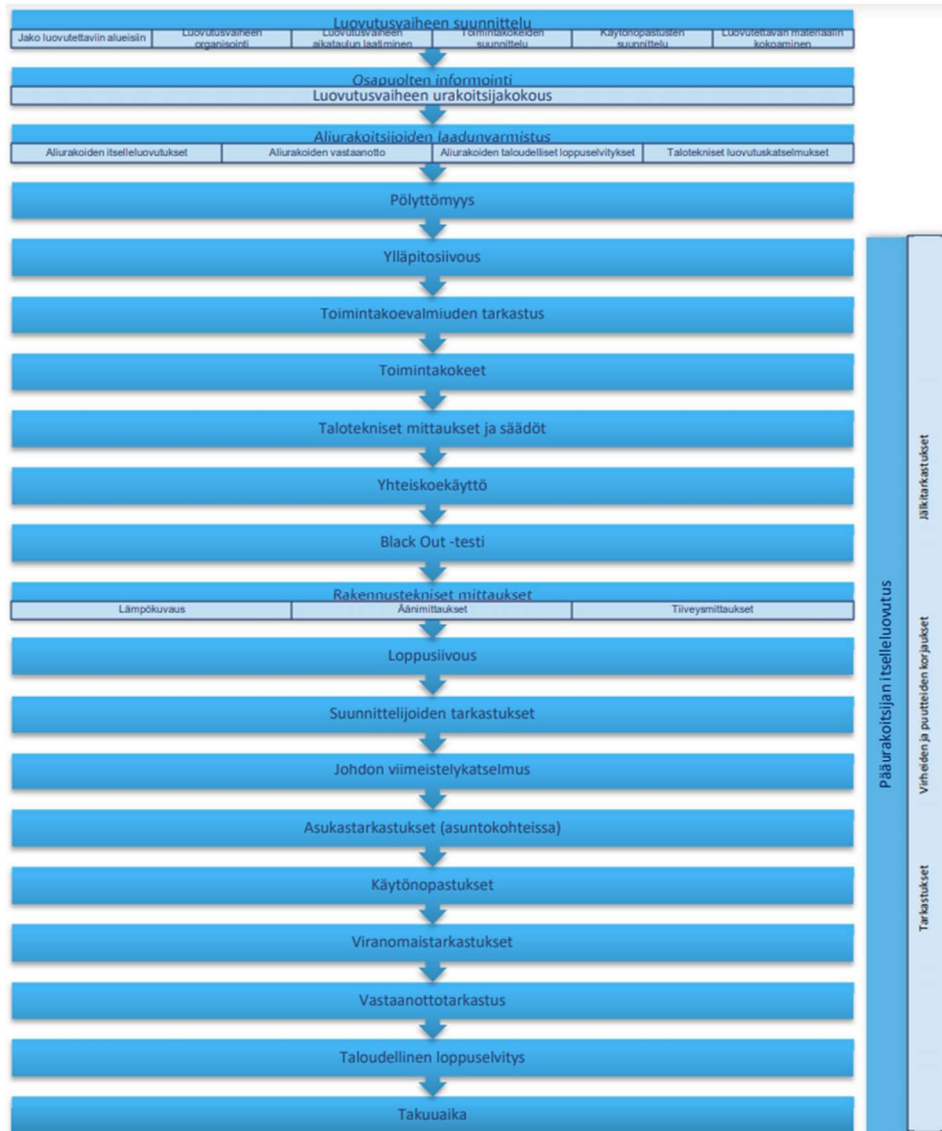 Luovutusvaiheen suunnittelu
Jako luovutettaviin alueisiin
Luovutusvaiheen
organisointi
Luovutusvaiheen
aikataulun laatiminen
Toimintakokeiden
suunnittelu
Käytönopastusten
suunnittelu
Luovutettavan materiaalin
kokoaminen
Osapuolten informointi
Luovutusvaiheen urakoitsijakokous
Aliurakoitsijoiden laadunvarmistus
Aliurakoiden itselleluovutukset
Aliurakoiden vastaanotto
Aliurakoiden taloudelliset loppuselvitykset
Talotekniset luovutuskatselmukset
Pölyttömyys
Ylläpitosiivous
Toimintakoevalmiuden tarkastus
Toimintakokeet
Talotekniset mittaukset ja säädöt
Yhteiskoekäyttö
Black Out -testi
Rakennustekniset mittaukset
Lämpökuvaus
Äänimittaukset
Tiiveysmittaukset
Loppusiivous
Suunnittelijoiden tarkastukset
Johdon viimeistelykatselmus
Asukastarkastukset (asuntokohteissa)
Käytönopastukset
Viranomaistarkastukset
Vastaanottotarkastus
Taloudellinen loppuselvitys
Takuuaika
Pääurakoitsijan itselleluovutus
Tarkastukset
Virheiden ja puutteiden korjaukset
Jälkitarkastukset